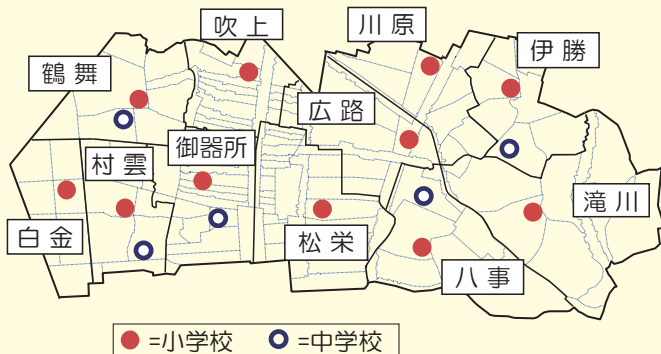 吹上
川原
伊勝
鶴舞
広路
村雲
御器所
滝川
白金
松栄
八事
=小学校 =中学校